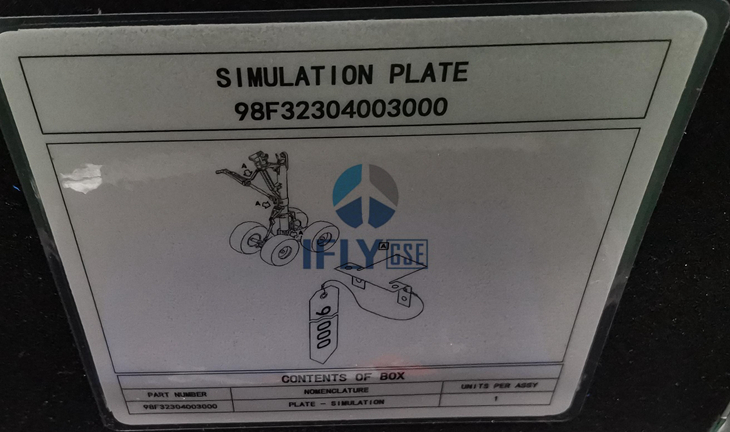 SIMULATION PLATE
98F32304003000
A
A
A
IFLY GSE
9000
CONTENTS OF BOX
PART NUMBER NOMENCLATURE UNITS PER ASSY
98F32304003000 PLATE - SIMULATION 1